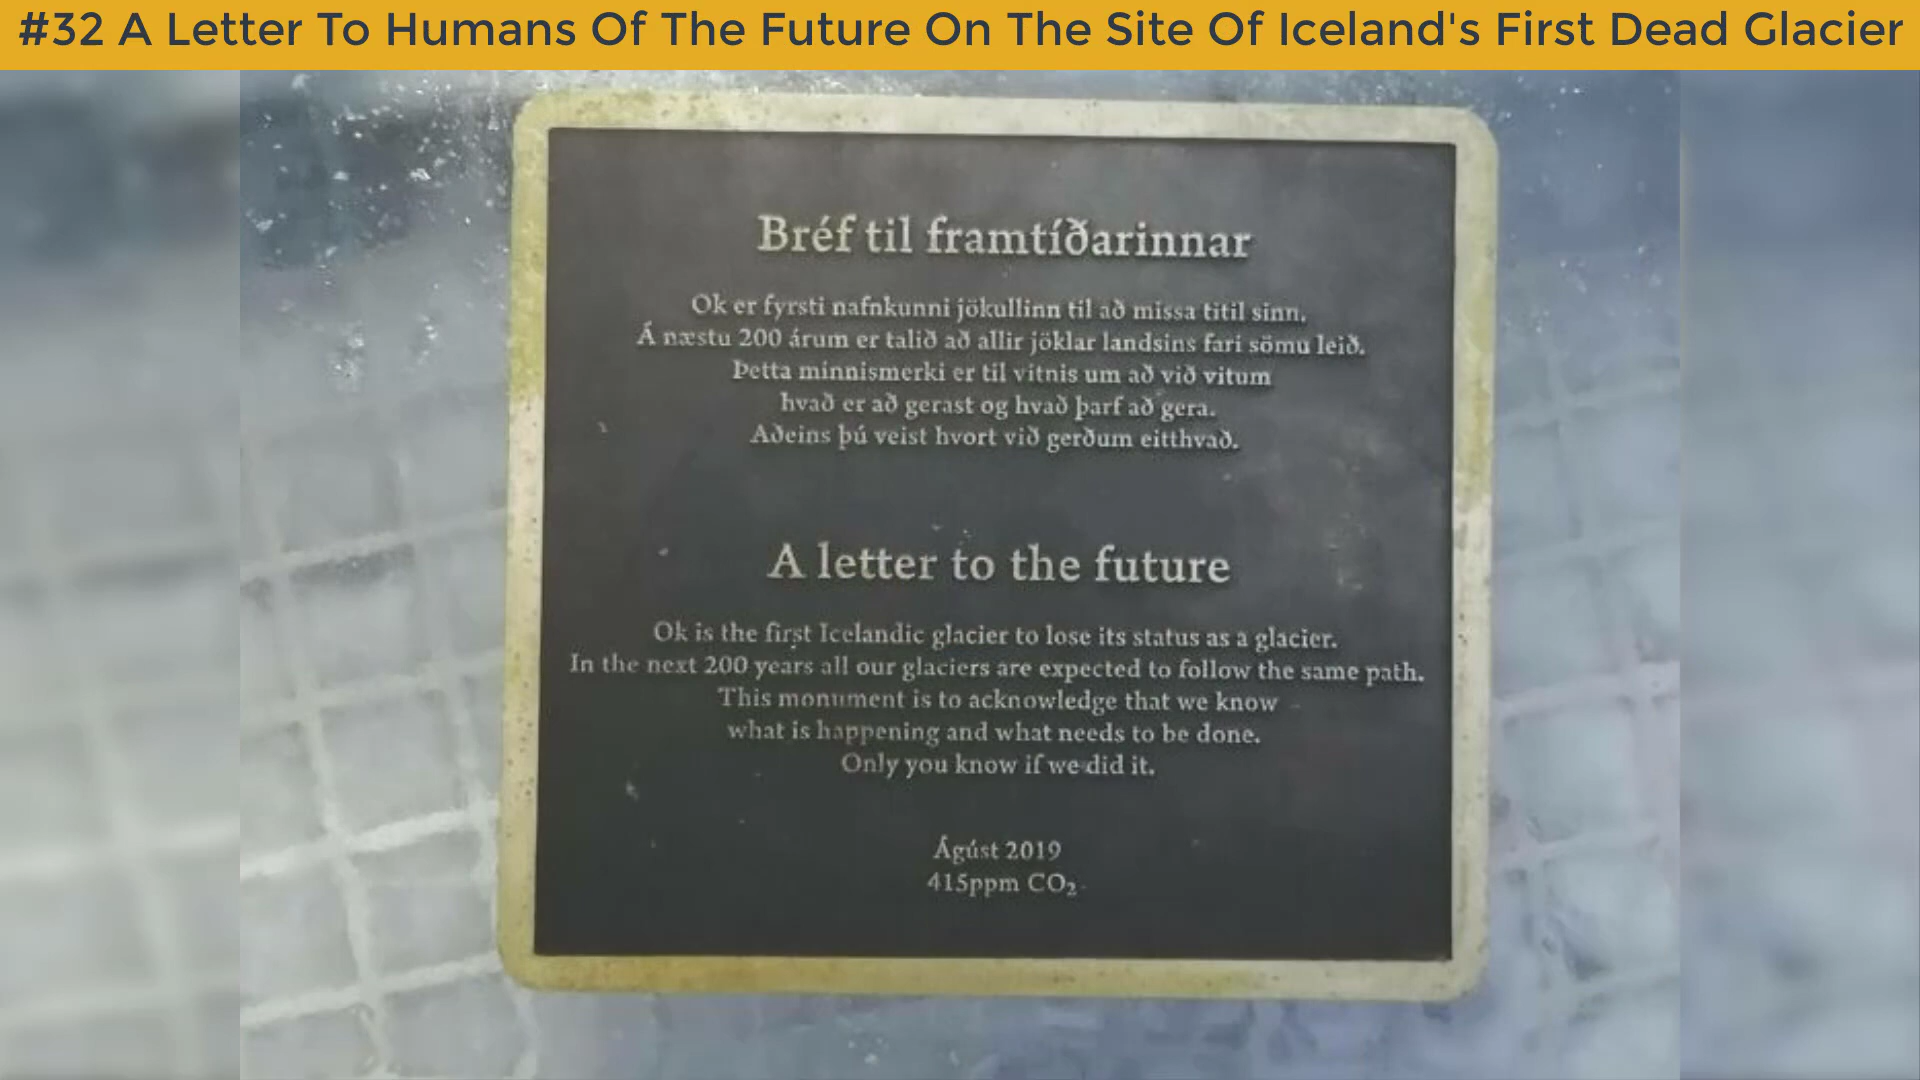 #32 A Letter To Humans Of The Future On The Site Of Iceland's First Dead Glacier
Bréf til framtíðarinnar
Ok er fyrsti nafnkunni jökullinn til að missa titil sinn.
Á næstu 200 árum er talið að allir jöklar landsins fari sömu leið.
Þetta minnismerki er til vitnis um að við vitum
hvað er að gerast og hvað þarf að gera.
Aðeins þú veist hvort við gerðum eitthvað.
A letter to the future
Ok is the first Icelandic glacier to lose its status as a glacier.
In the next 200 years all our glaciers are expected to follow the same path.
This monument is to acknowledge that we know
what is happening and what needs to be done.
Only you know if we did it.
Ágúst 2019
415ppm CO₂